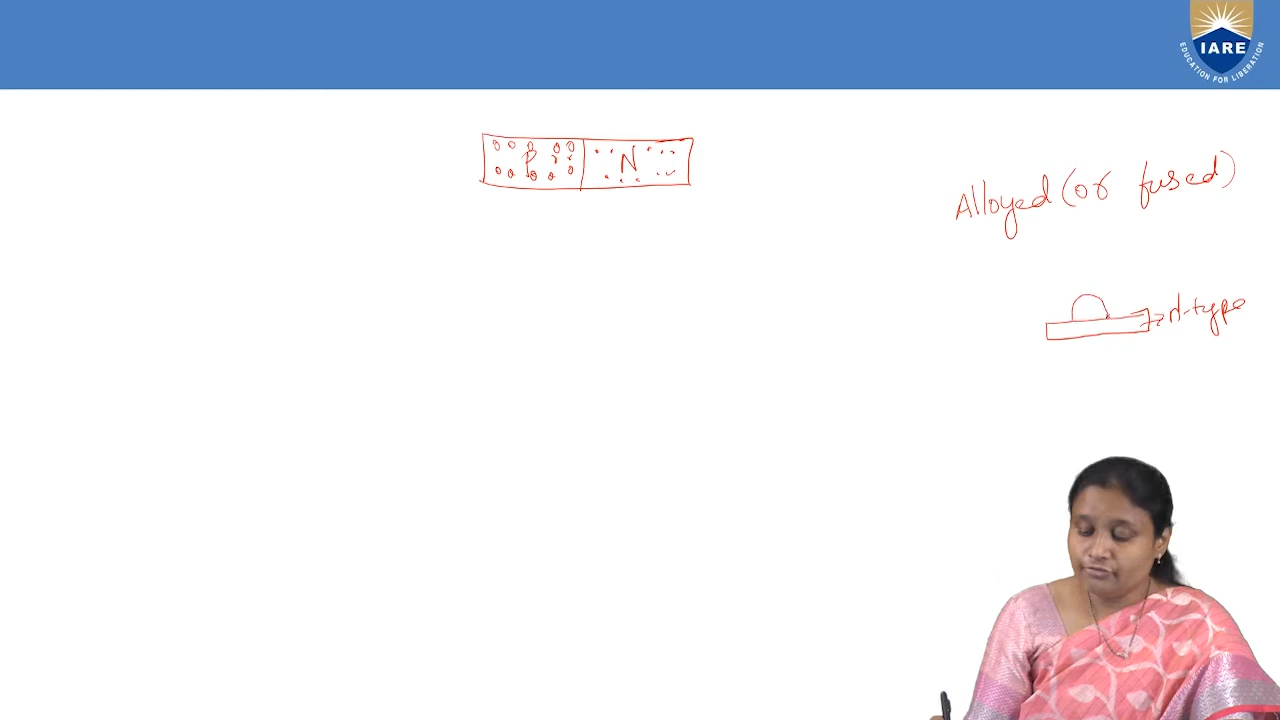 IARE
EDUCATION FOR LIBERATION
P N
Alloyed (or fused)
N-type